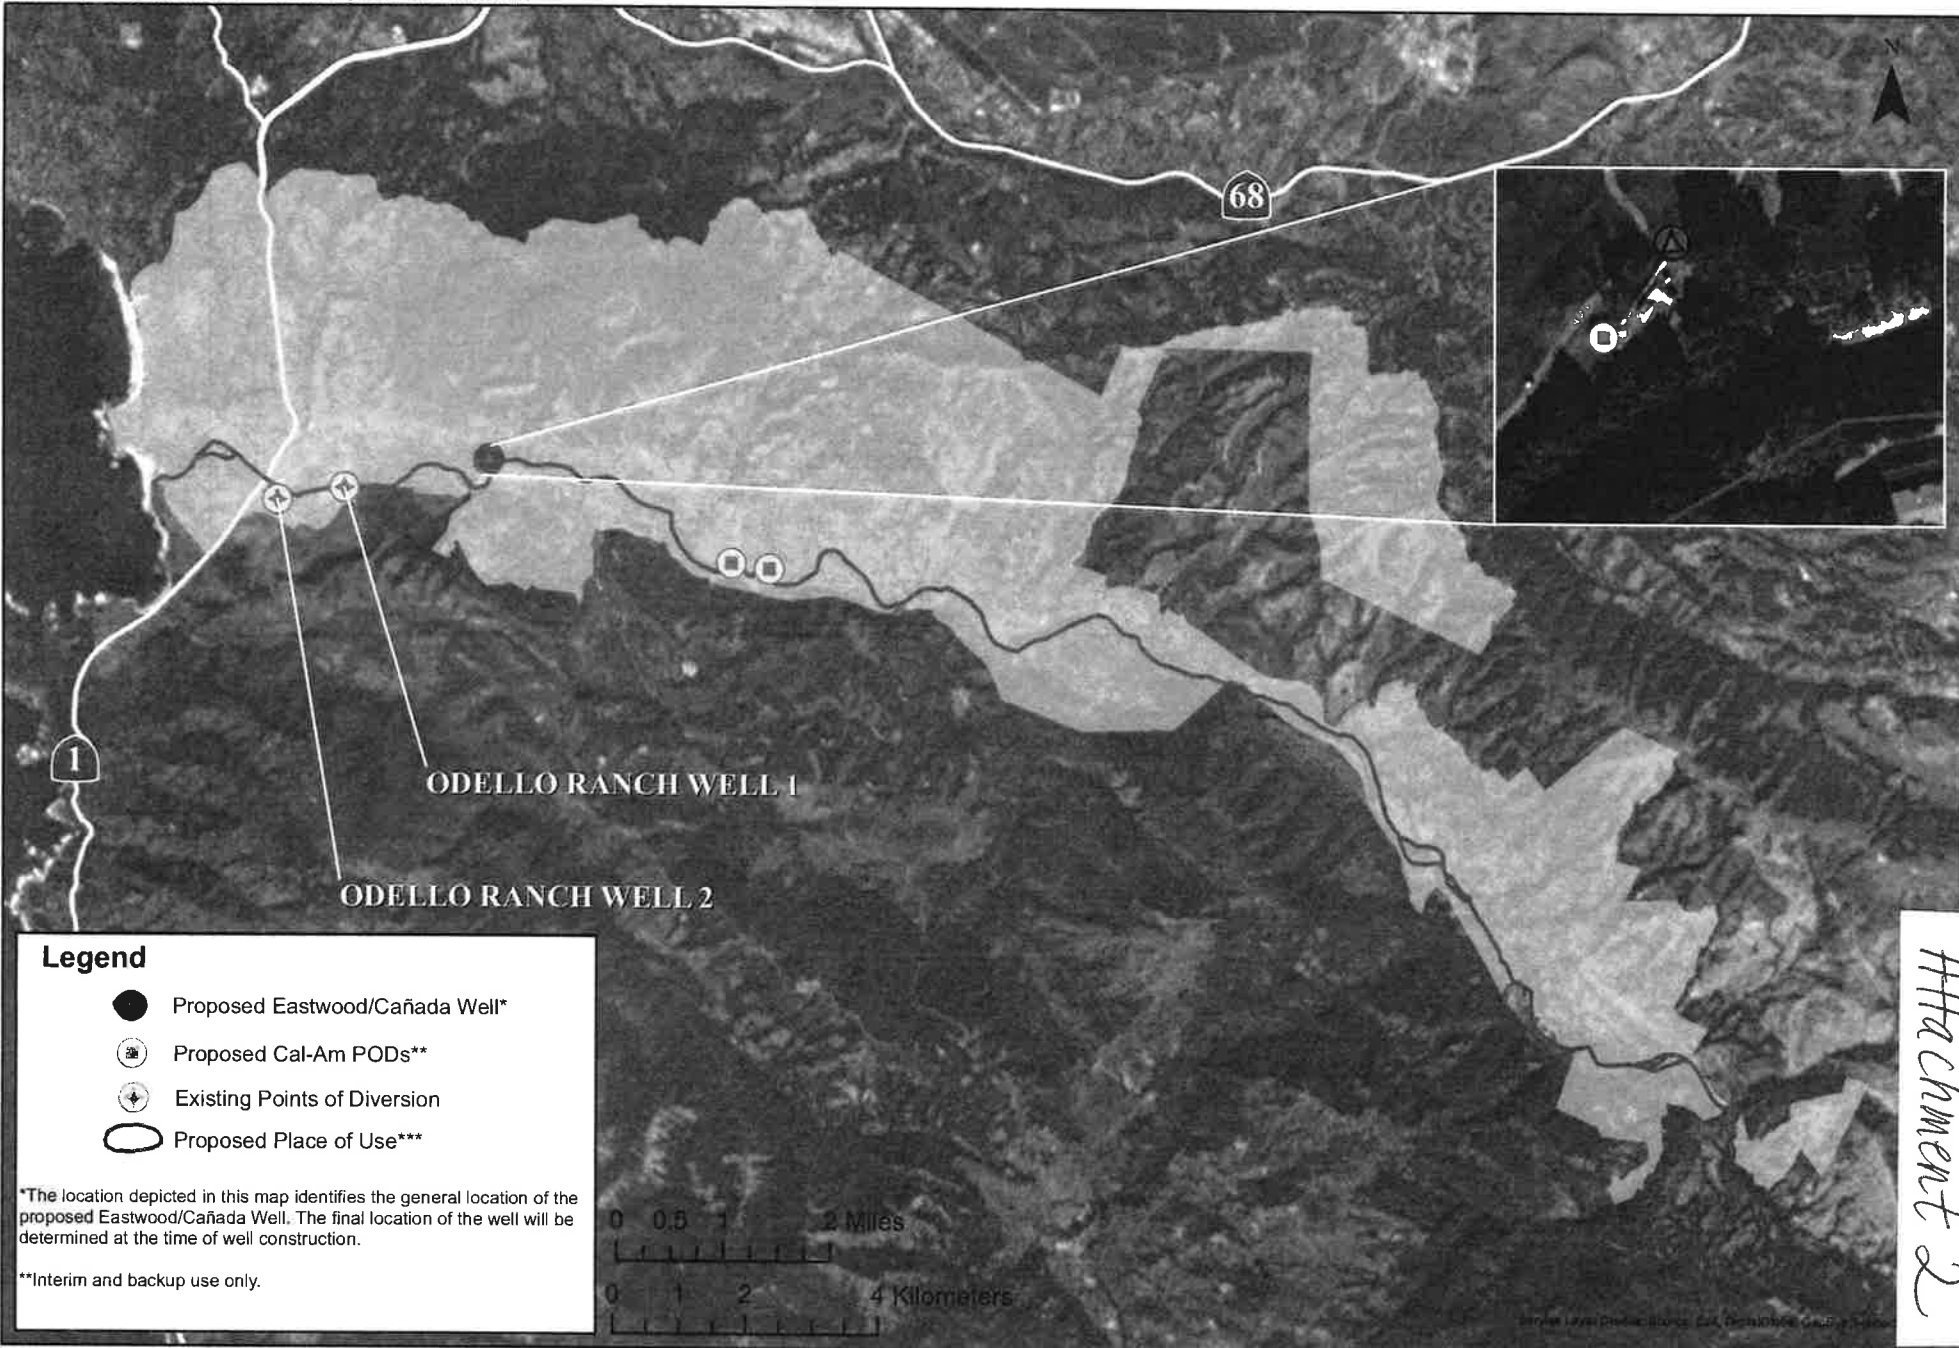 N
68
1
ODELLO RANCH WELL 1
ODELLO RANCH WELL 2
Legend
Proposed Eastwood/Cañada Well*
Proposed Cal-Am PODs**
Existing Points of Diversion
Proposed Place of Use***
*The location depicted in this map identifies the general location of the
proposed Eastwood/Cañada Well. The final location of the well will be
determined at the time of well construction.
**Interim and backup use only.
0 0.5 1 2 Miles
0 1 2 4 Kilometers
Attachment 2